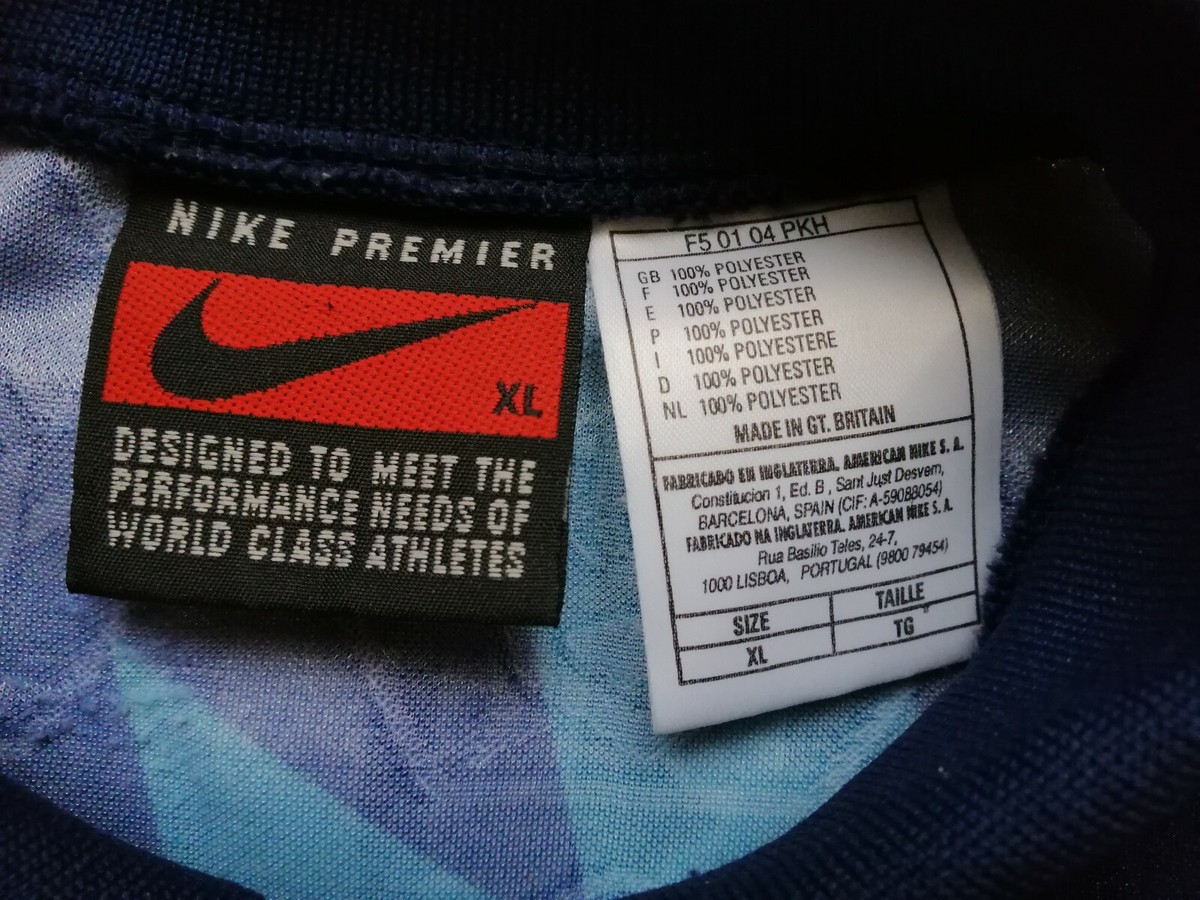 NIKE PREMIER
XL
DESIGNED TO MEET THE
PERFORMANCE NEEDS OF
WORLD CLASS ATHLETES
F5 01 04 PKH
GB 100% POLYESTER
F 100% POLYESTER
E 100% POLYESTER
P 100% POLYESTER
I 100% POLYESTERE
D 100% POLYESTER
NL 100% POLYESTER
MADE IN GT. BRITAIN
FABRICADO EN INGLATERRA. AMERICAN NIKE S. A.
Constitucion 1, Ed. B , Sant Just Desvem,
BARCELONA, SPAIN (CIF: A-59088054)
FABRICADO NA INGLATERRA. AMERICAN NIKE S. A.
Rua Basilio Teles, 24-7,
1000 LISBOA, PORTUGAL (9800 79454)
SIZE TAILLE
XL TG